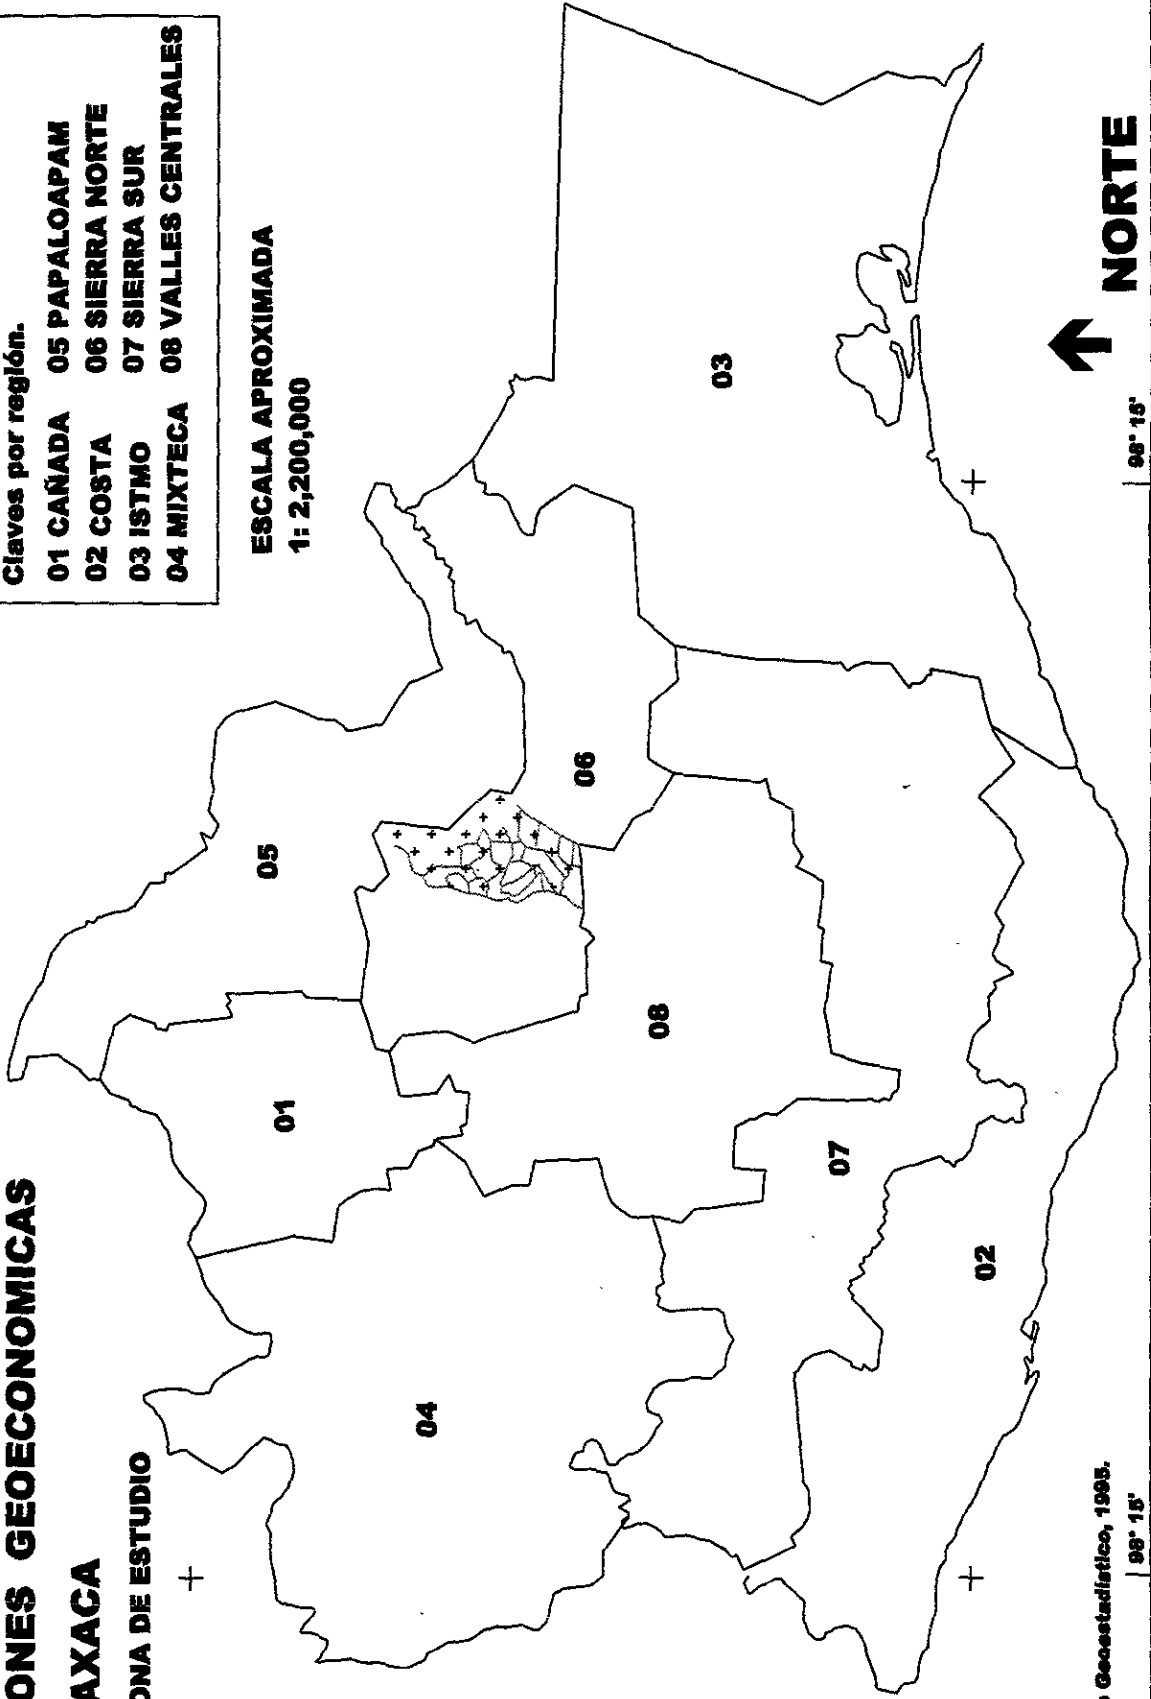 ONES GEOECONOMICAS
AXACA
ONA DE ESTUDIO
Claves por región.
01 CAÑADA 05 PAPALOAPAM
02 COSTA 06 SIERRA NORTE
03 ISTMO 07 SIERRA SUR
04 MIXTECA 08 VALLES CENTRALES
ESCALA APROXIMADA
1: 2,200,000
05
01
06
04
08
03
07
02
NORTE
Geoestadístico, 1995.
98° 15'
96° 15'